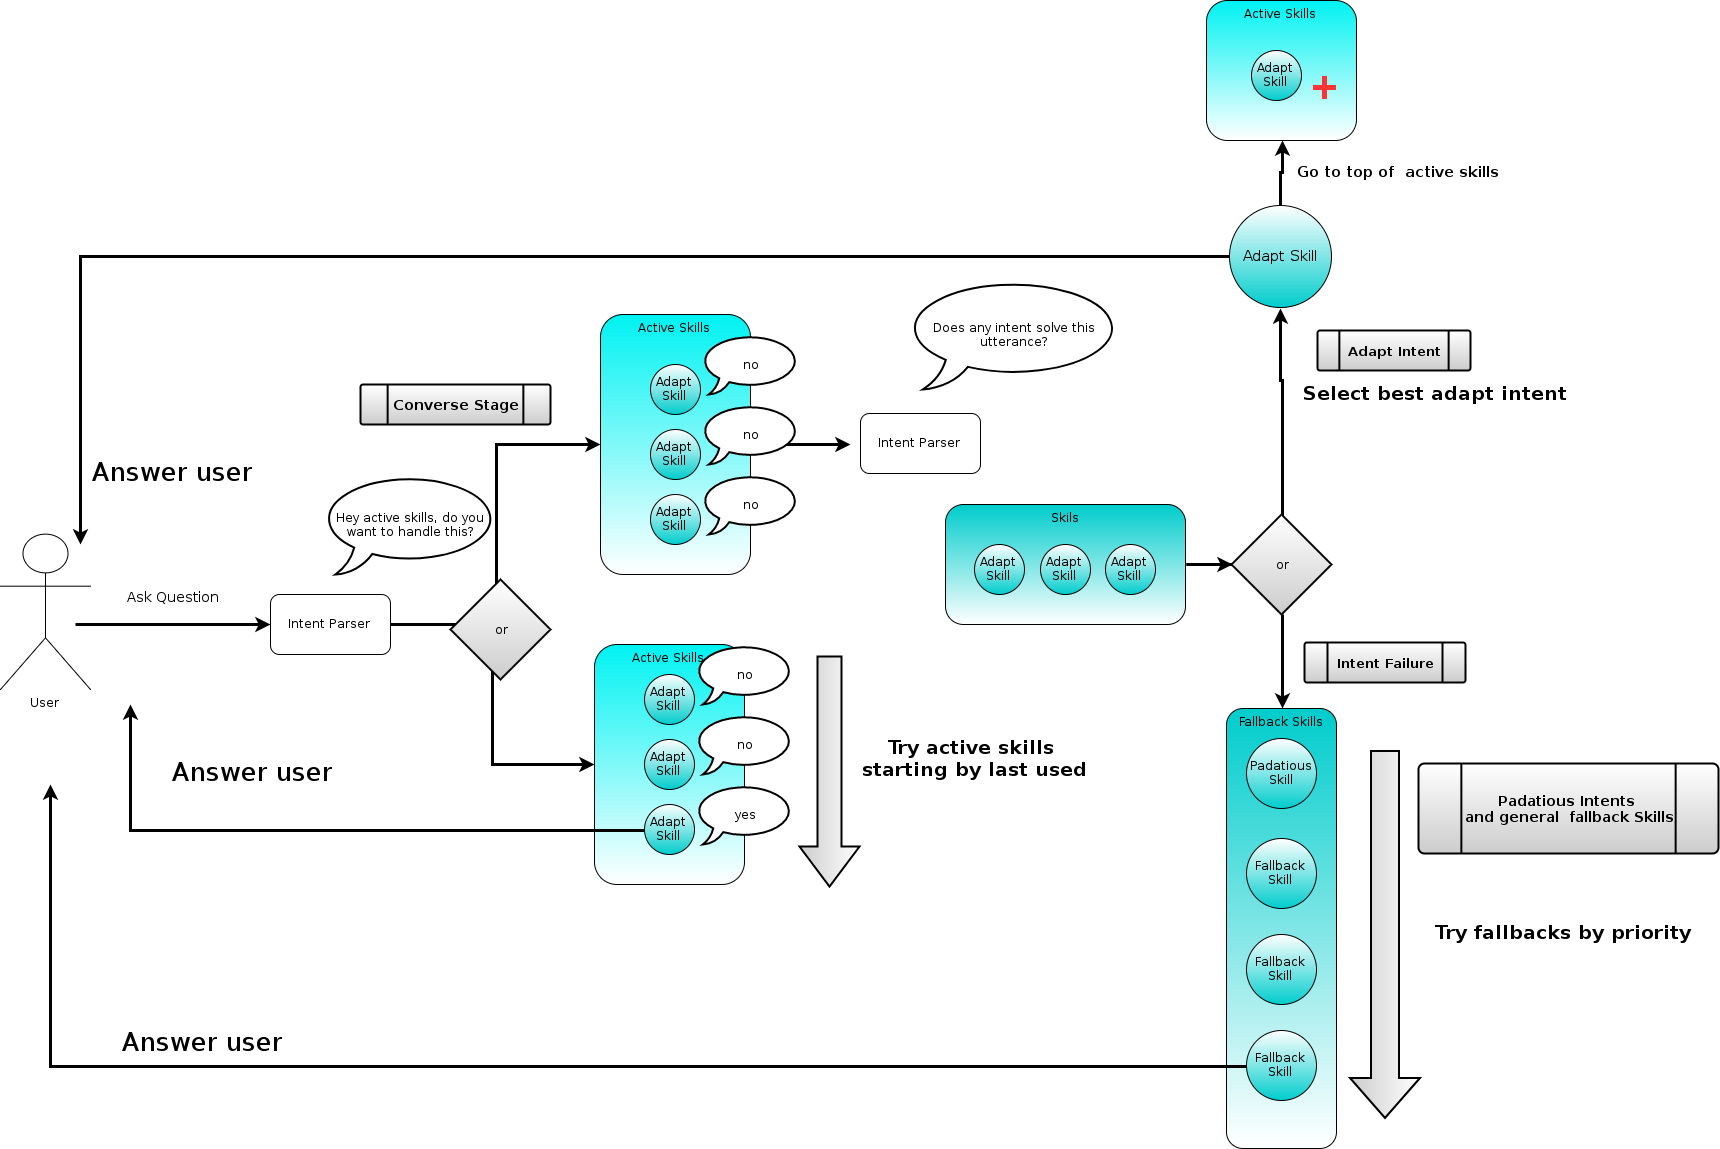 Active Skills
Adapt
Skill
Go to top of  active skills
Adapt Skill
Does any intent solve this
utterance?
Adapt Intent
Select best adapt intent
Active Skills
Adapt
Skill
no
Adapt
Skill
no
Adapt
Skill
no
Converse Stage
Intent Parser
Answer user
Hey active skills, do you
want to handle this?
Skils
Adapt
Skill
Adapt
Skill
Adapt
Skill
or
Ask Question
Intent Parser
or
User
Active Skills
Adapt
Skill
no
Adapt
Skill
no
Adapt
Skill
yes
Try active skills
starting by last used
Answer user
Intent Failure
Fallback Skills
Padatious
Skill
Fallback
Skill
Fallback
Skill
Fallback
Skill
Padatious Intents
and general  fallback Skills
Try fallbacks by priority
Answer user